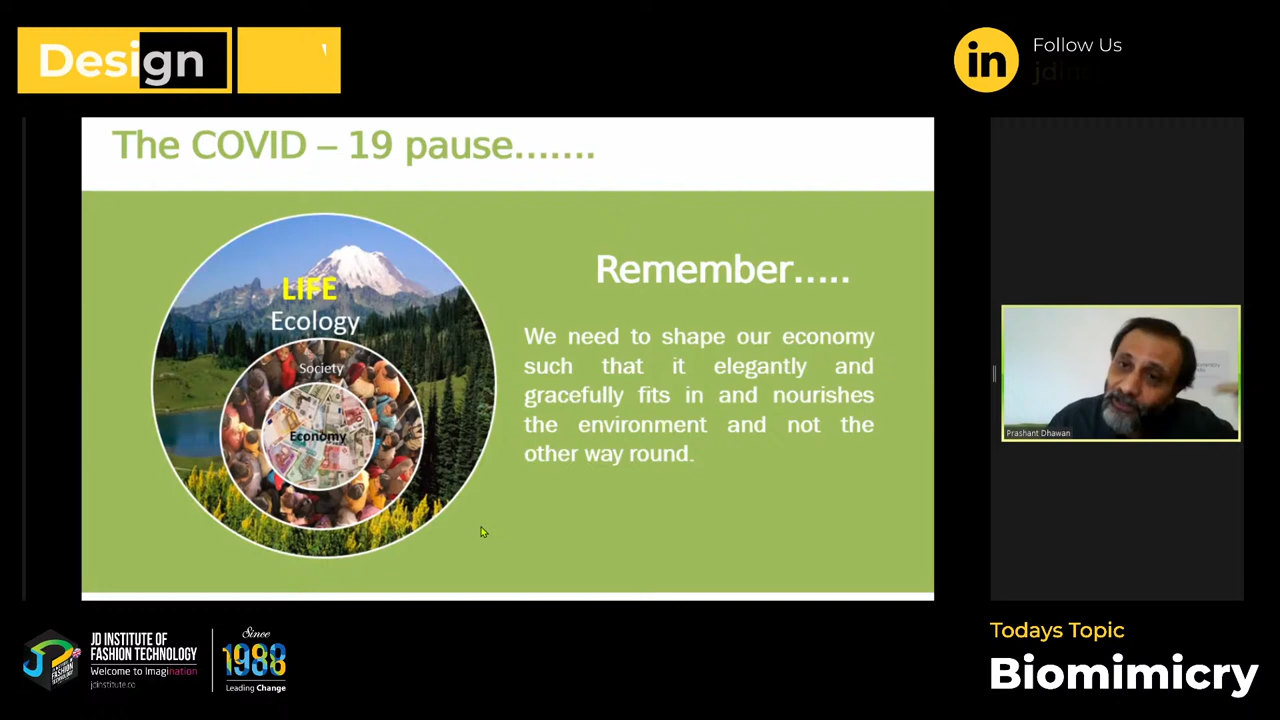 Design
Follow Us
The COVID – 19 pause.......
LIFE
Ecology
Society
Economy
Remember.....
We need to shape our economy
such that it elegantly and
gracefully fits in and nourishes
the environment and not the
other way round.
Prashant Dhawan
JD INSTITUTE OF
FASHION TECHNOLOGY
Welcome to Imagination
jdinstitute.co
Since
1988
Leading Change
Todays Topic
Biomimicry